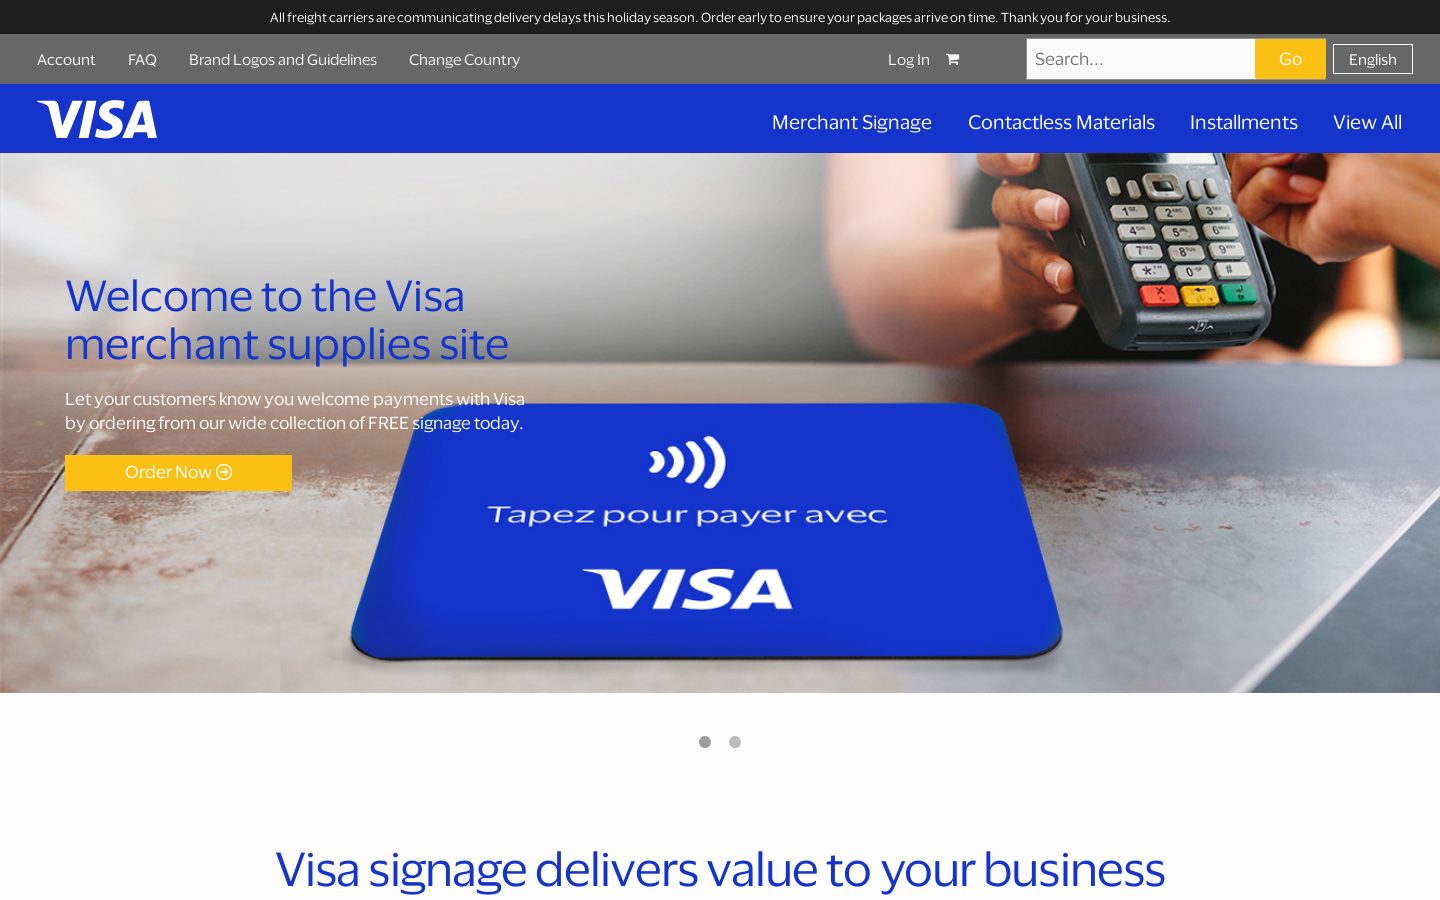 All freight carriers are communicating delivery delays this holiday season. Order early to ensure your packages arrive on time. Thank you for your business.
Account FAQ Brand Logos and Guidelines Change Country Log In Search... Go English
VISA Merchant Signage Contactless Materials Installments View All
Welcome to the Visa
merchant supplies site
Let your customers know you welcome payments with Visa
by ordering from our wide collection of FREE signage today.
Order Now
Tapez pour payer avec
VISA
Visa signage delivers value to your business